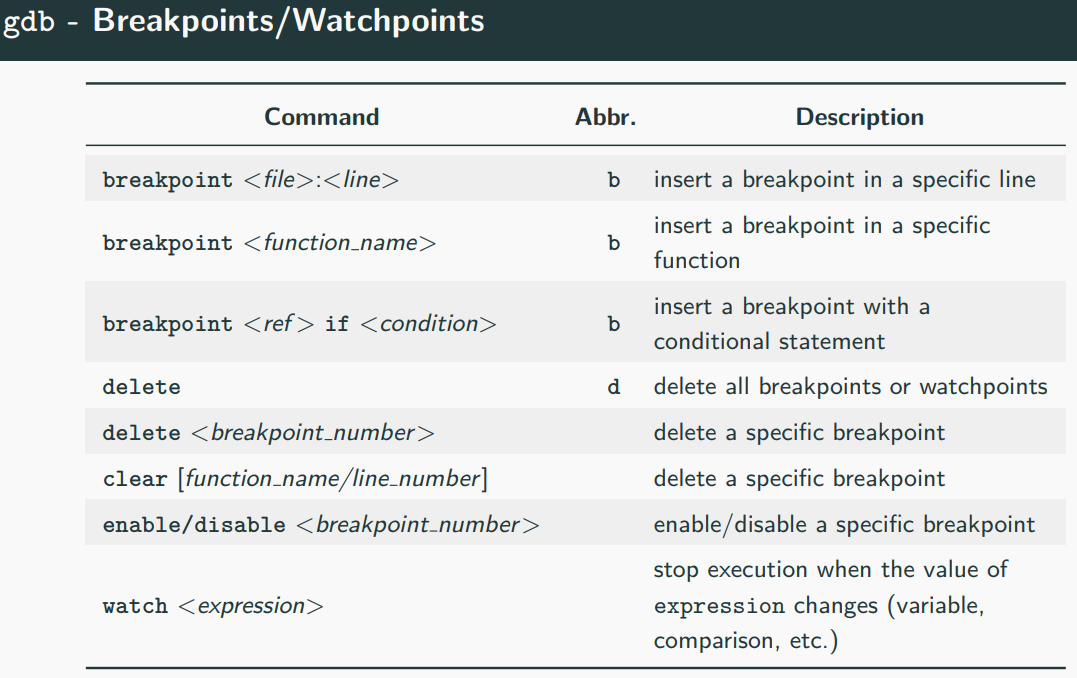 gdb - Breakpoints/Watchpoints
Command Abbr. Description
breakpoint <file>:<line> b insert a breakpoint in a specific line
breakpoint <function_name> b insert a breakpoint in a specific
function
breakpoint <ref> if <condition> b insert a breakpoint with a
conditional statement
delete d delete all breakpoints or watchpoints
delete <breakpoint_number> delete a specific breakpoint
clear [function_name/line_number] delete a specific breakpoint
enable/disable <breakpoint_number> enable/disable a specific breakpoint
watch <expression> stop execution when the value of
expression changes (variable,
comparison, etc.)